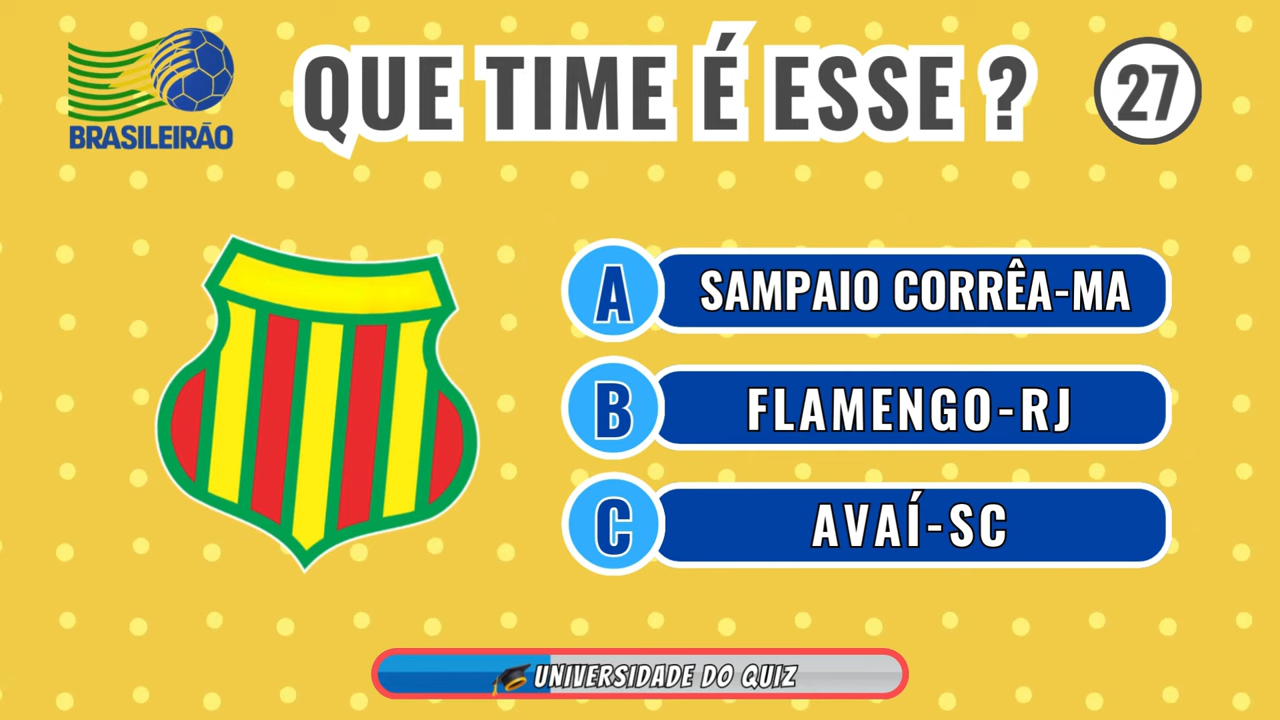 BRASILEIRÃO
QUE TIME É ESSE ?
27
A SAMPAIO CORRÊA-MA
B FLAMENGO-RJ
C AVAÍ-SC
UNIVERSIDADE DO QUIZ